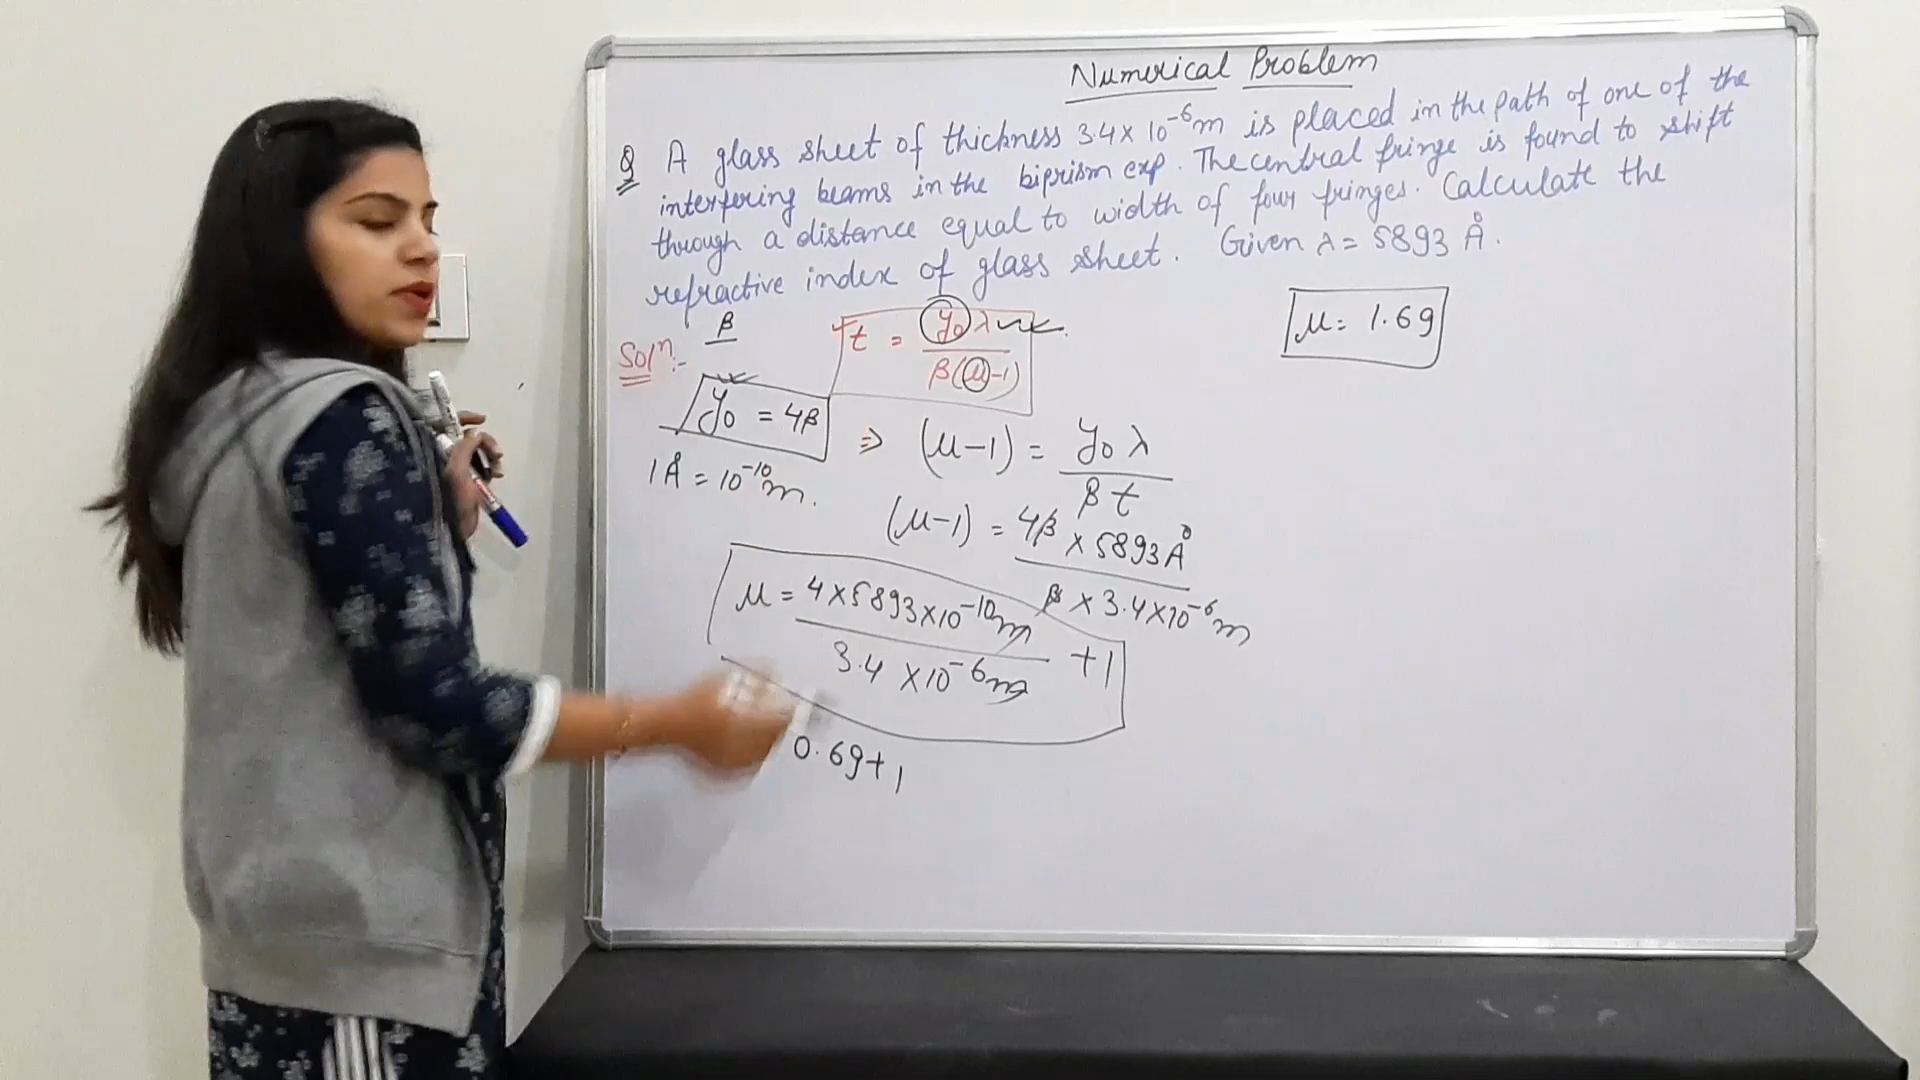 Numerical Problem
Q A glass sheet of thickness 3.4 × 10⁻⁶m is placed in the path of one of the
interfering beams in the biprism exp. The central fringe is found to shift
through a distance equal to width of four fringes. Calculate the
refractive index of glass sheet. Given λ = 5893 Å.
β
Solⁿ:-
t = y₀ λ / β(μ-1)
μ = 1.69
y₀ = 4β
⇒ (μ-1) = y₀ λ / β t
1 Å = 10⁻¹⁰m.
(μ-1) = 4β × 5893Å / β × 3.4×10⁻⁶m
μ = 4×5893×10⁻¹⁰m / 3.4 ×10⁻⁶m +1
0.69+1